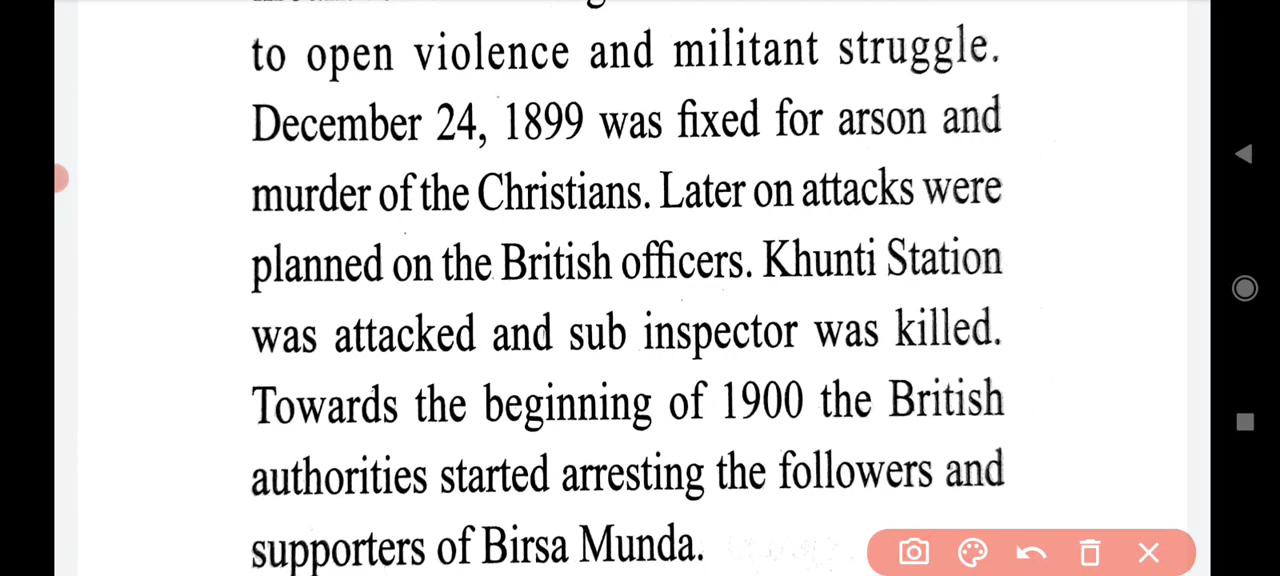 to open violence and militant struggle.
December 24, 1899 was fixed for arson and
murder of the Christians. Later on attacks were
planned on the British officers. Khunti Station
was attacked and sub inspector was killed.
Towards the beginning of 1900 the British
authorities started arresting the followers and
supporters of Birsa Munda.